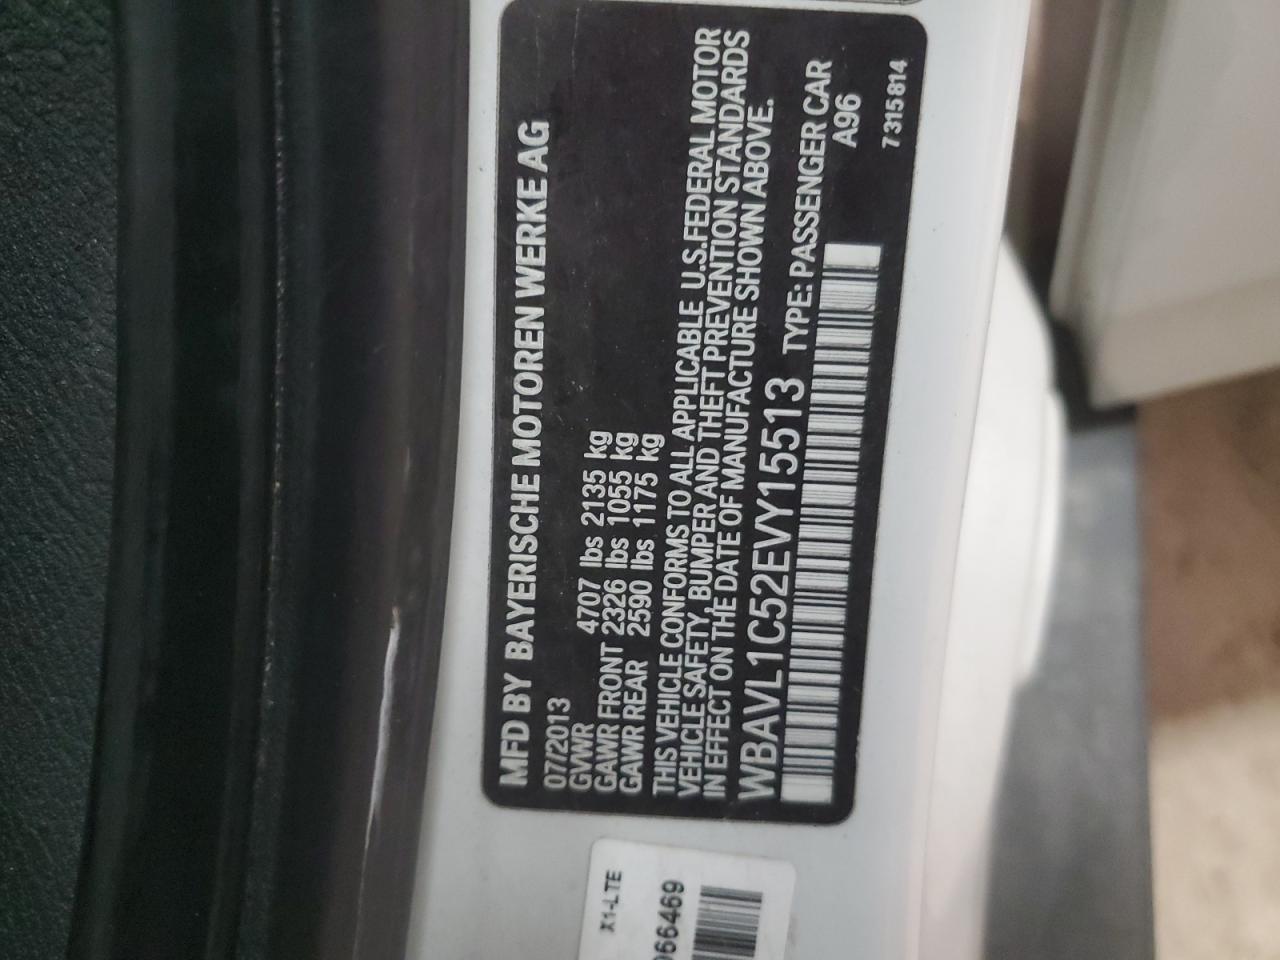 MFD BY BAYERISCHE MOTOREN WERKE AG
07/2013
GVWR 4707 lbs 2135 kg
GAWR FRONT 2326 lbs 1055 kg
GAWR REAR 2590 lbs 1175 kg
THIS VEHICLE CONFORMS TO ALL APPLICABLE U.S.FEDERAL MOTOR
VEHICLE SAFETY, BUMPER AND THEFT PREVENTION STANDARDS
IN EFFECT ON THE DATE OF MANUFACTURE SHOWN ABOVE.
WBAVL1C52EVY15513 TYPE: PASSENGER CAR
A96
7315814
X1-LTE
066469